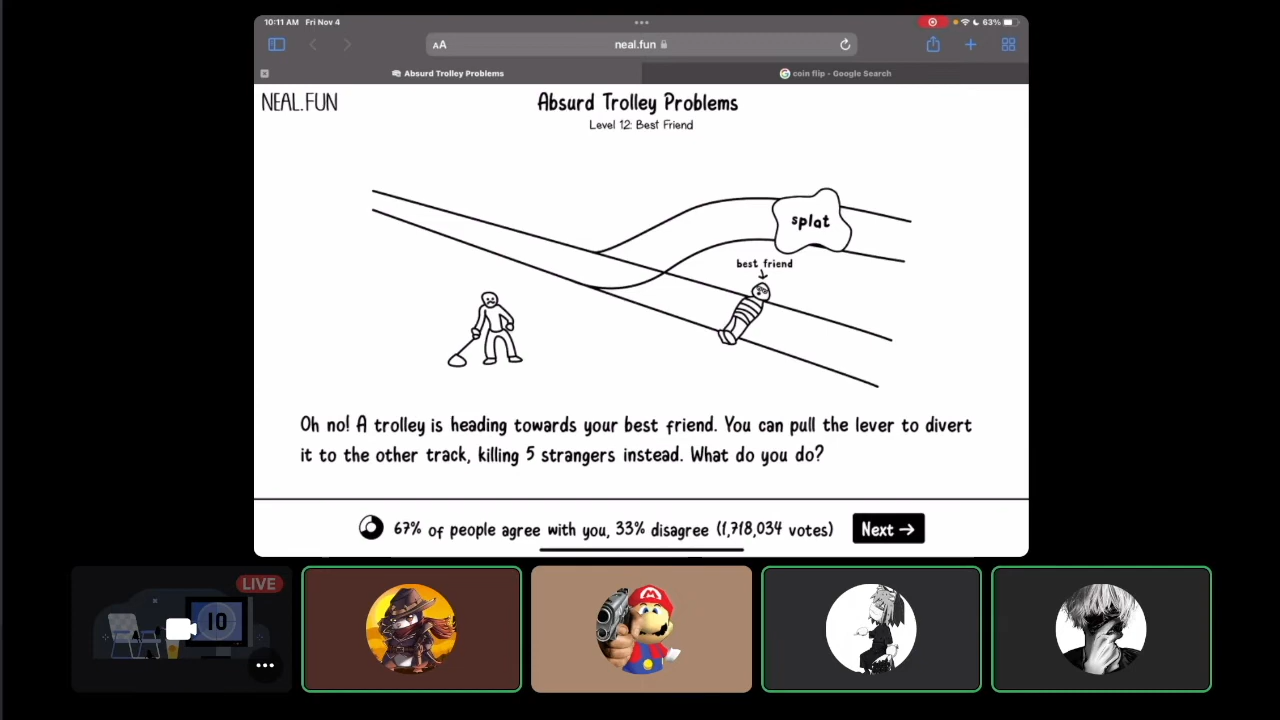 10:11 AM Fri Nov 4
63%
AA
neal.fun
Absurd Trolley Problems
coin flip - Google Search
NEAL.FUN
Absurd Trolley Problems
Level 12: Best Friend
splat
best friend
Oh no! A trolley is heading towards your best friend. You can pull the lever to divert
it to the other track, killing 5 strangers instead. What do you do?
67% of people agree with you, 33% disagree (1,718,034 votes)
Next →
LIVE
10